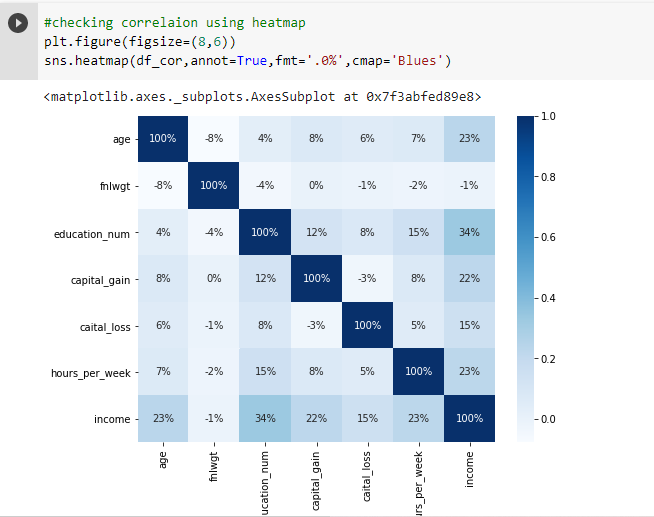 #checking correlaion using heatmap
plt.figure(figsize=(8,6))
sns.heatmap(df_cor,annot=True,fmt='.0%',cmap='Blues')
<matplotlib.axes._subplots.AxesSubplot at 0x7f3abfed89e8>
age 100% -8% 4% 8% 6% 7% 23%
fnlwgt -8% 100% -4% 0% -1% -2% -1%
education_num 4% -4% 100% 12% 8% 15% 34%
capital_gain 8% 0% 12% 100% -3% 8% 22%
caital_loss 6% -1% 8% -3% 100% 5% 15%
hours_per_week 7% -2% 15% 8% 5% 100% 23%
income 23% -1% 34% 22% 15% 23% 100%
age fnlwgt ucation_num capital_gain caital_loss rs_per_week income
1.0
0.8
0.6
0.4
0.2
0.0